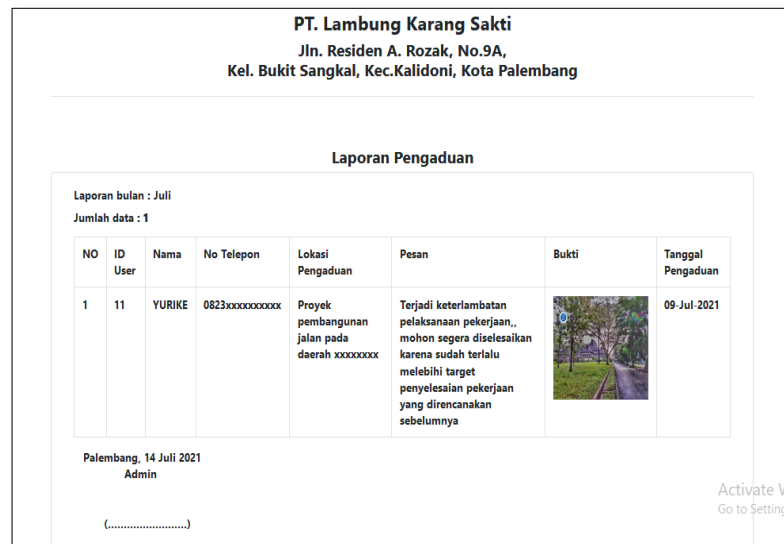 PT. Lambung Karang Sakti
Jln. Residen A. Rozak, No.9A,
Kel. Bukit Sangkal, Kec.Kalidoni, Kota Palembang
Laporan Pengaduan
Laporan bulan : Juli
Jumlah data : 1
NO ID User Nama No Telepon Lokasi Pengaduan Pesan Bukti Tanggal Pengaduan
1 11 YURIKE 0823xxxxxxxxxx Proyek Terjadi keterlambatan 09-Jul-2021
pembangunan pelaksanaan pekerjaan,,
jalan pada mohon segera diselesaikan
daerah xxxxxxxx karena sudah terlalu
melebihi target
penyelesaian pekerjaan
yang direncanakan
sebelumnya
Palembang, 14 Juli 2021
Admin
(.........................)
Activate
Go to Setting